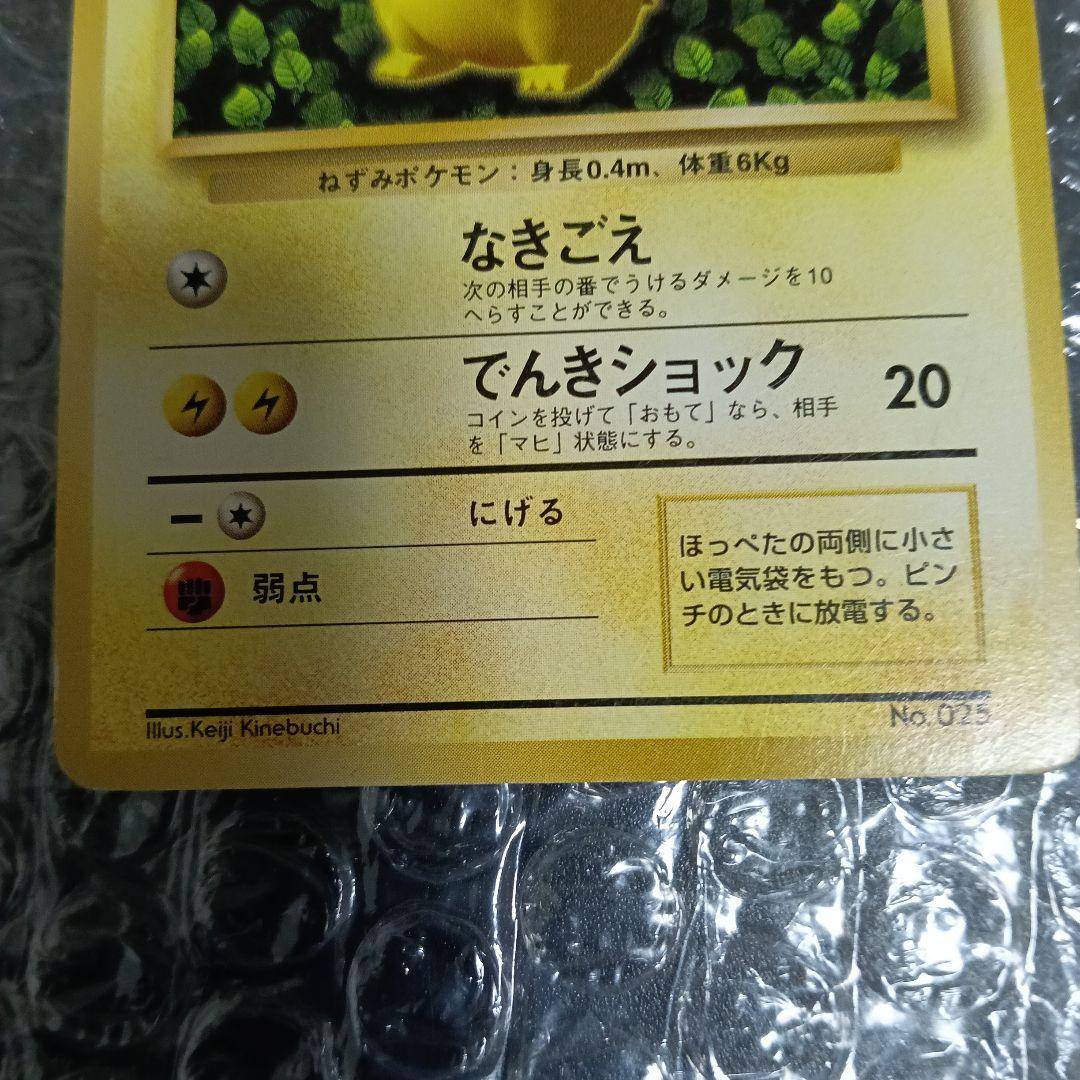 ねずみポケモン：身長0.4m、体重6Kg
なきごえ
次の相手の番でうけるダメージを10
へらすことができる。
でんきショック 20
コインを投げて「おもて」なら、相手
を「マヒ」状態にする。
にげる
弱点
ほっぺたの両側に小さ
い電気袋をもつ。ピン
チのときに放電する。
Illus.Keiji Kinebuchi
No.025